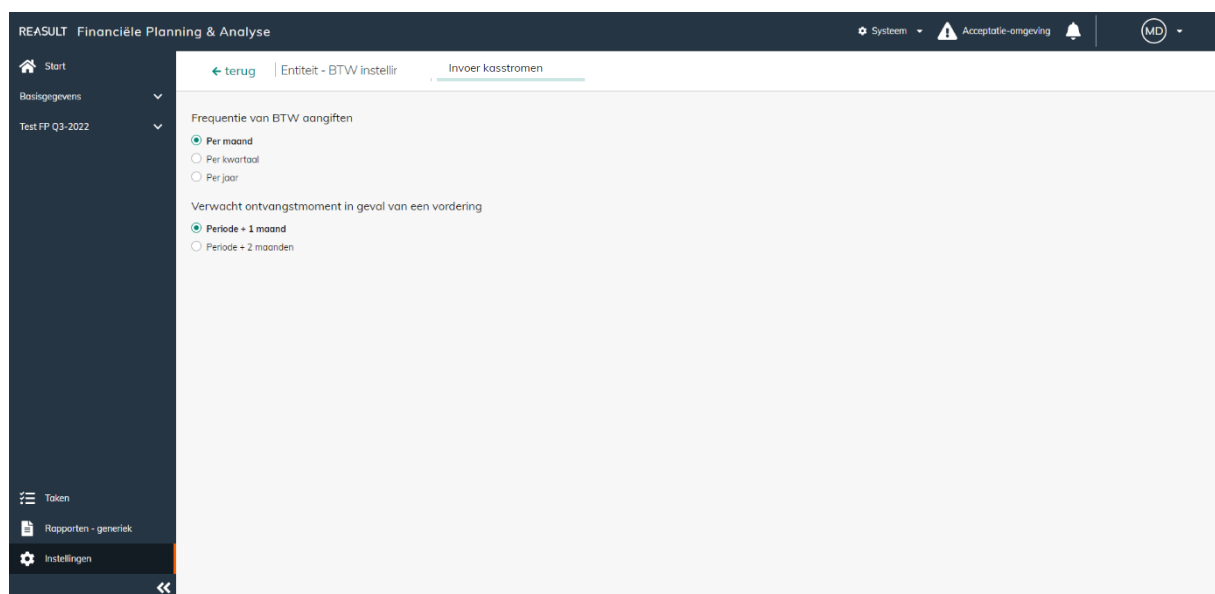 REASULT Financiële Planning & Analyse
Systeem
Acceptatie-omgeving
MD
Start
Basisgegevens
Test FP Q3-2022
Taken
Rapporten - generiek
Instellingen
terug
Entiteit - BTW instellir
Invoer kasstromen
Frequentie van BTW aangiften
Per maand
Per kwartaal
Per jaar
Verwacht ontvangstmoment in geval van een vordering
Periode + 1 maand
Periode + 2 maanden